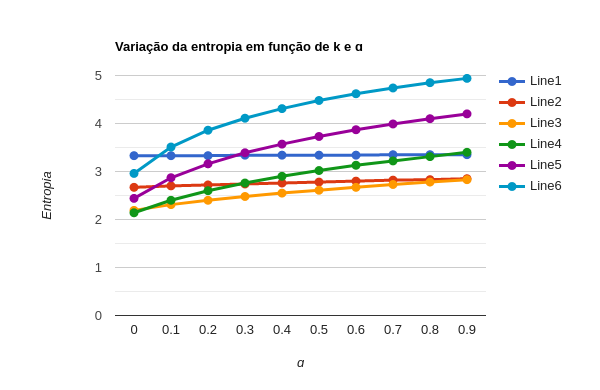 Variação da entropia em função de k e α
5
4
3
2
1
0
Entropia
0 0.1 0.2 0.3 0.4 0.5 0.6 0.7 0.8 0.9
α
Line1
Line2
Line3
Line4
Line5
Line6